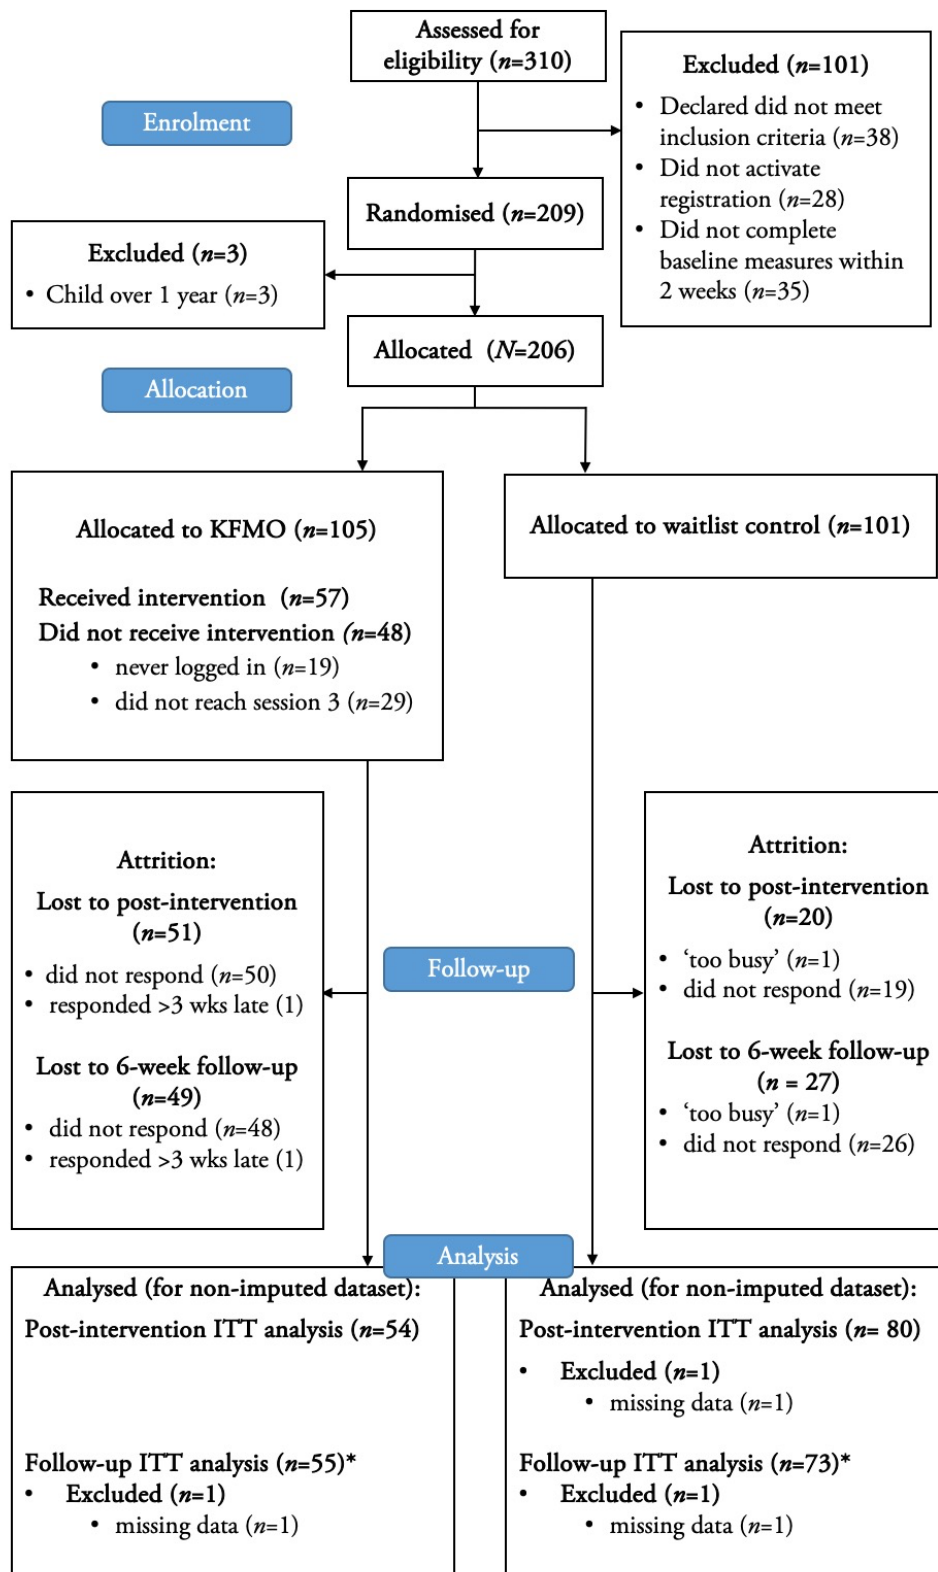 Assessed for
eligibility (n=310)
Excluded (n=101)
• Declared did not meet
inclusion criteria (n=38)
• Did not activate
registration (n=28)
• Did not complete
baseline measures within
2 weeks (n=35)
Enrolment
Randomised (n=209)
Excluded (n=3)
• Child over 1 year (n=3)
Allocated (N=206)
Allocation
Allocated to KFMO (n=105)
Received intervention (n=57)
Did not receive intervention (n=48)
• never logged in (n=19)
• did not reach session 3 (n=29)
Allocated to waitlist control (n=101)
Attrition:
Lost to post-intervention
(n=51)
• did not respond (n=50)
• responded >3 wks late (1)
Lost to 6-week follow-up
(n=49)
• did not respond (n=48)
• responded >3 wks late (1)
Follow-up
Attrition:
Lost to post-intervention
(n=20)
• ‘too busy’ (n=1)
• did not respond (n=19)
Lost to 6-week follow-up
(n = 27)
• ‘too busy’ (n=1)
• did not respond (n=26)
Analysis
Analysed (for non-imputed dataset):
Post-intervention ITT analysis (n=54)
Follow-up ITT analysis (n=55)*
• Excluded (n=1)
• missing data (n=1)
Analysed (for non-imputed dataset):
Post-intervention ITT analysis (n= 80)
• Excluded (n=1)
• missing data (n=1)
Follow-up ITT analysis (n=73)*
• Excluded (n=1)
• missing data (n=1)